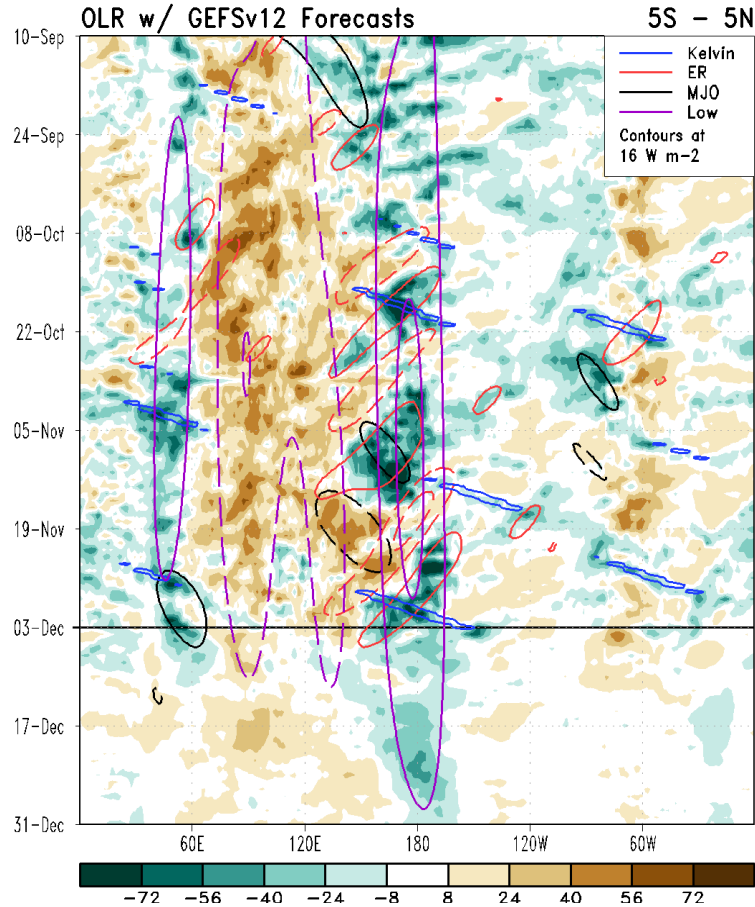 OLR w/ GEFSv12 Forecasts 5S - 5N
10-Sep
24-Sep
08-Oct
22-Oct
05-Nov
19-Nov
03-Dec
17-Dec
31-Dec
Kelvin
ER
MJO
Low
Contours at
16 W m-2
60E 120E 180 120W 60W
-72 -56 -40 -24 -8 8 24 40 56 72